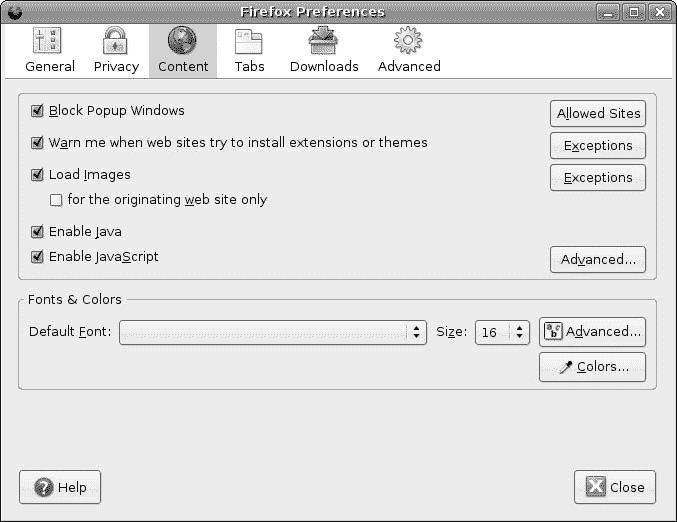 Firefox Preferences
General Privacy Content Tabs Downloads Advanced
Block Popup Windows Allowed Sites
Warn me when web sites try to install extensions or themes Exceptions
Load Images Exceptions
for the originating web site only
Enable Java
Enable JavaScript Advanced...
Fonts & Colors
Default Font: Size: 16 Advanced...
Colors...
Help Close